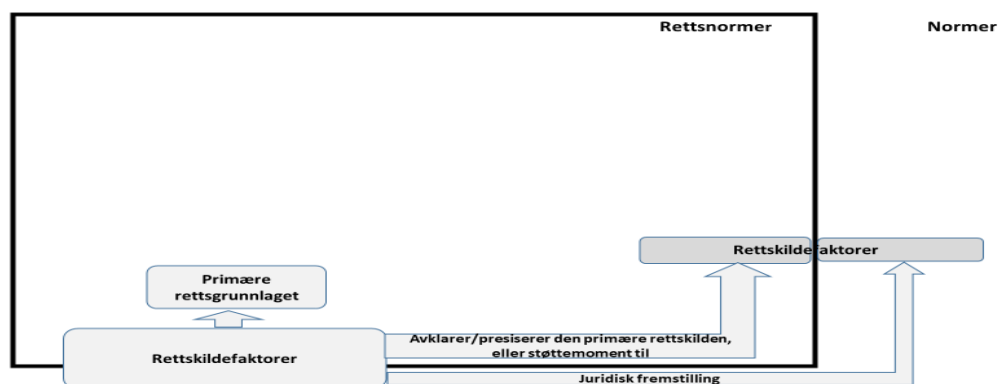 Rettsnormer
Normer
Rettskildefaktorer
Primære
rettsgrunnlaget
Rettskildefaktorer
Avklarer/presiserer den primære rettskilden,
eller støttemoment til
Juridisk fremstilling